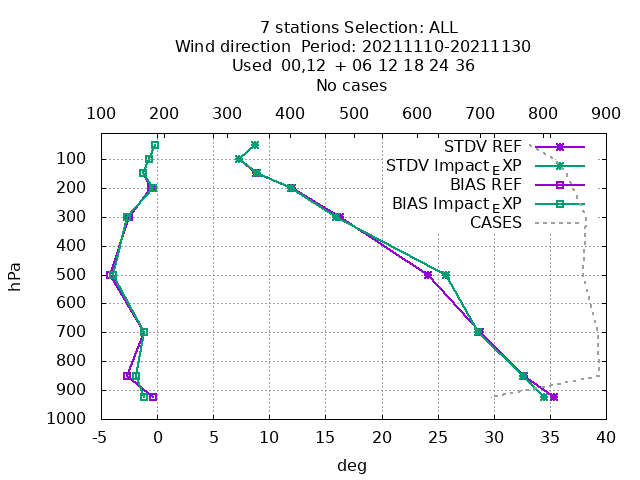 7 stations Selection: ALL
Wind direction  Period: 20211110-20211130
Used  00,12  + 06 12 18 24 36
No cases
100 200 300 400 500 600 700 800 900
STDV REF
STDV Impact_EXP
BIAS REF
BIAS Impact_EXP
CASES
hPa
100
200
300
400
500
600
700
800
900
1000
-5 0 5 10 15 20 25 30 35 40
deg